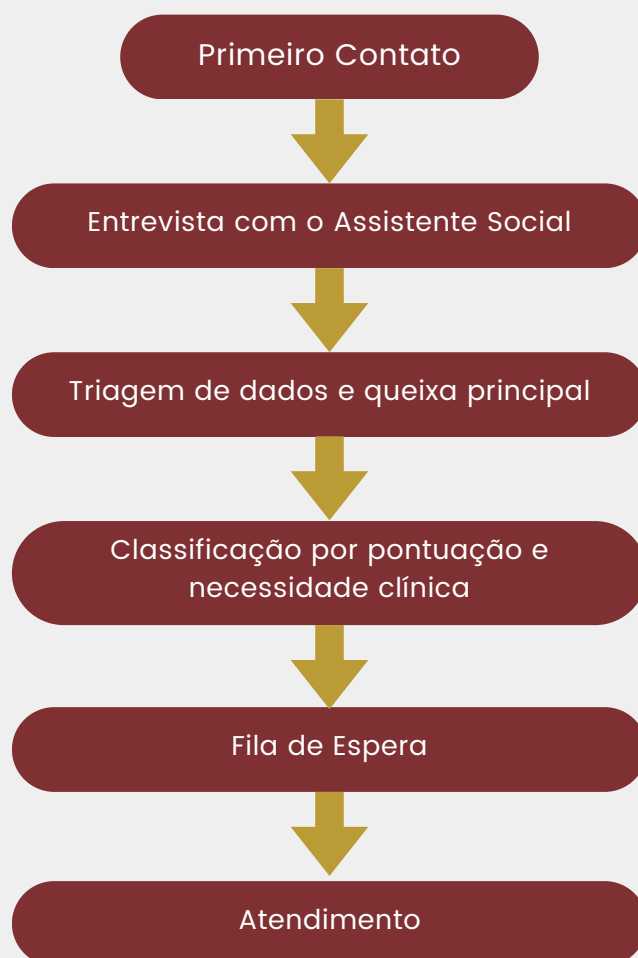 Primeiro Contato
Entrevista com o Assistente Social
Triagem de dados e queixa principal
Classificação por pontuação e
necessidade clínica
Fila de Espera
Atendimento